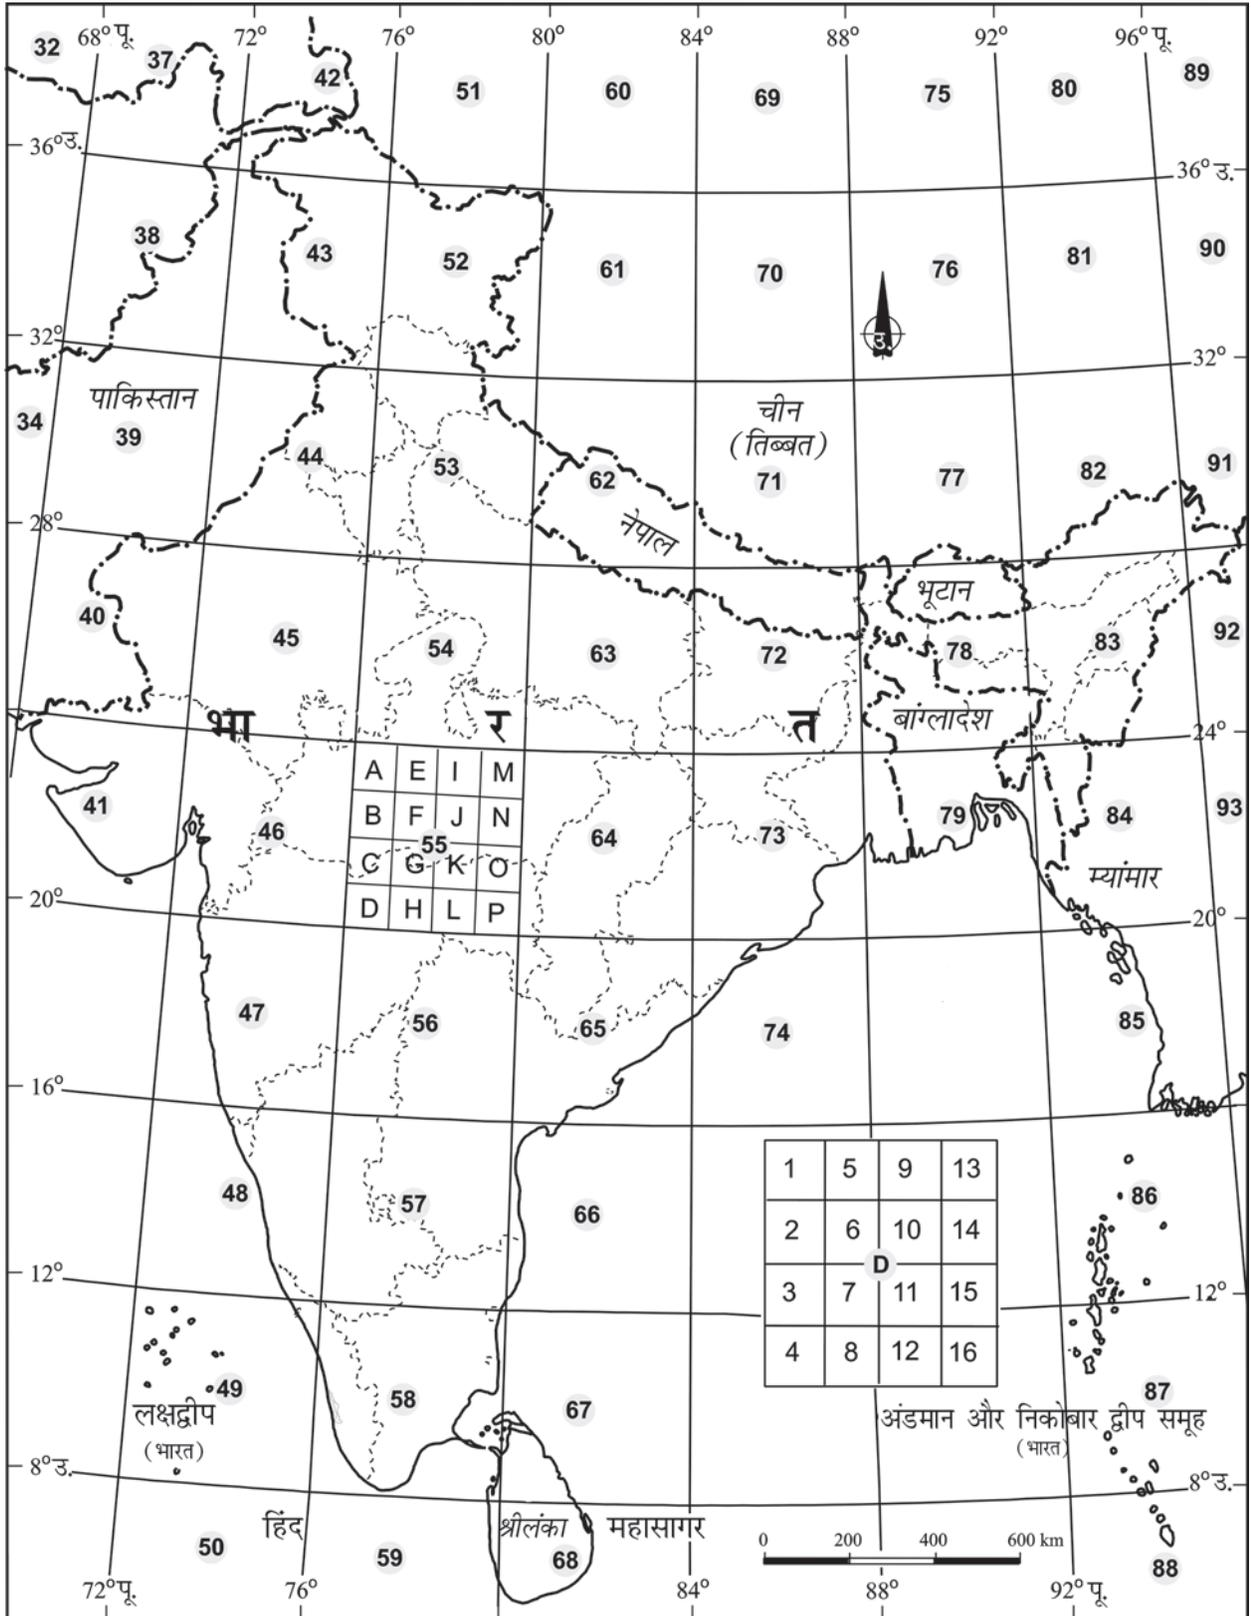 68° पू. 72° 76° 80° 84° 88° 92° 96° पू.
32 37 42 51 60 69 75 80 89
36° उ. 36° उ.
38 43 52 61 70 76 81 90
उ.
32° 32°
पाकिस्तान
चीन
(तिब्बत)
34 39 44 53 62 71 77 82 91
नेपाल
28°
भूटान
40 45 54 63 72 78 83 92
बांग्लादेश
भा र त
24°
A E I M
B F J N
41 46 55 64 73 79 84 93
C G K O
D H L P
म्यांमार
20° 20°
47 56 65 74 85
16°
1 5 9 13
48 57 66 86
2 6 10 14
D
3 7 11 15
12° 12°
4 8 12 16
49 58 67 87
लक्षद्वीप
(भारत)
अंडमान और निकोबार द्वीप समूह
(भारत)
8° उ. 8° उ.
हिंद श्रीलंका महासागर
50 59 68 88
0 200 400 600 km
72° पू. 76° 84° 88° 92° पू.